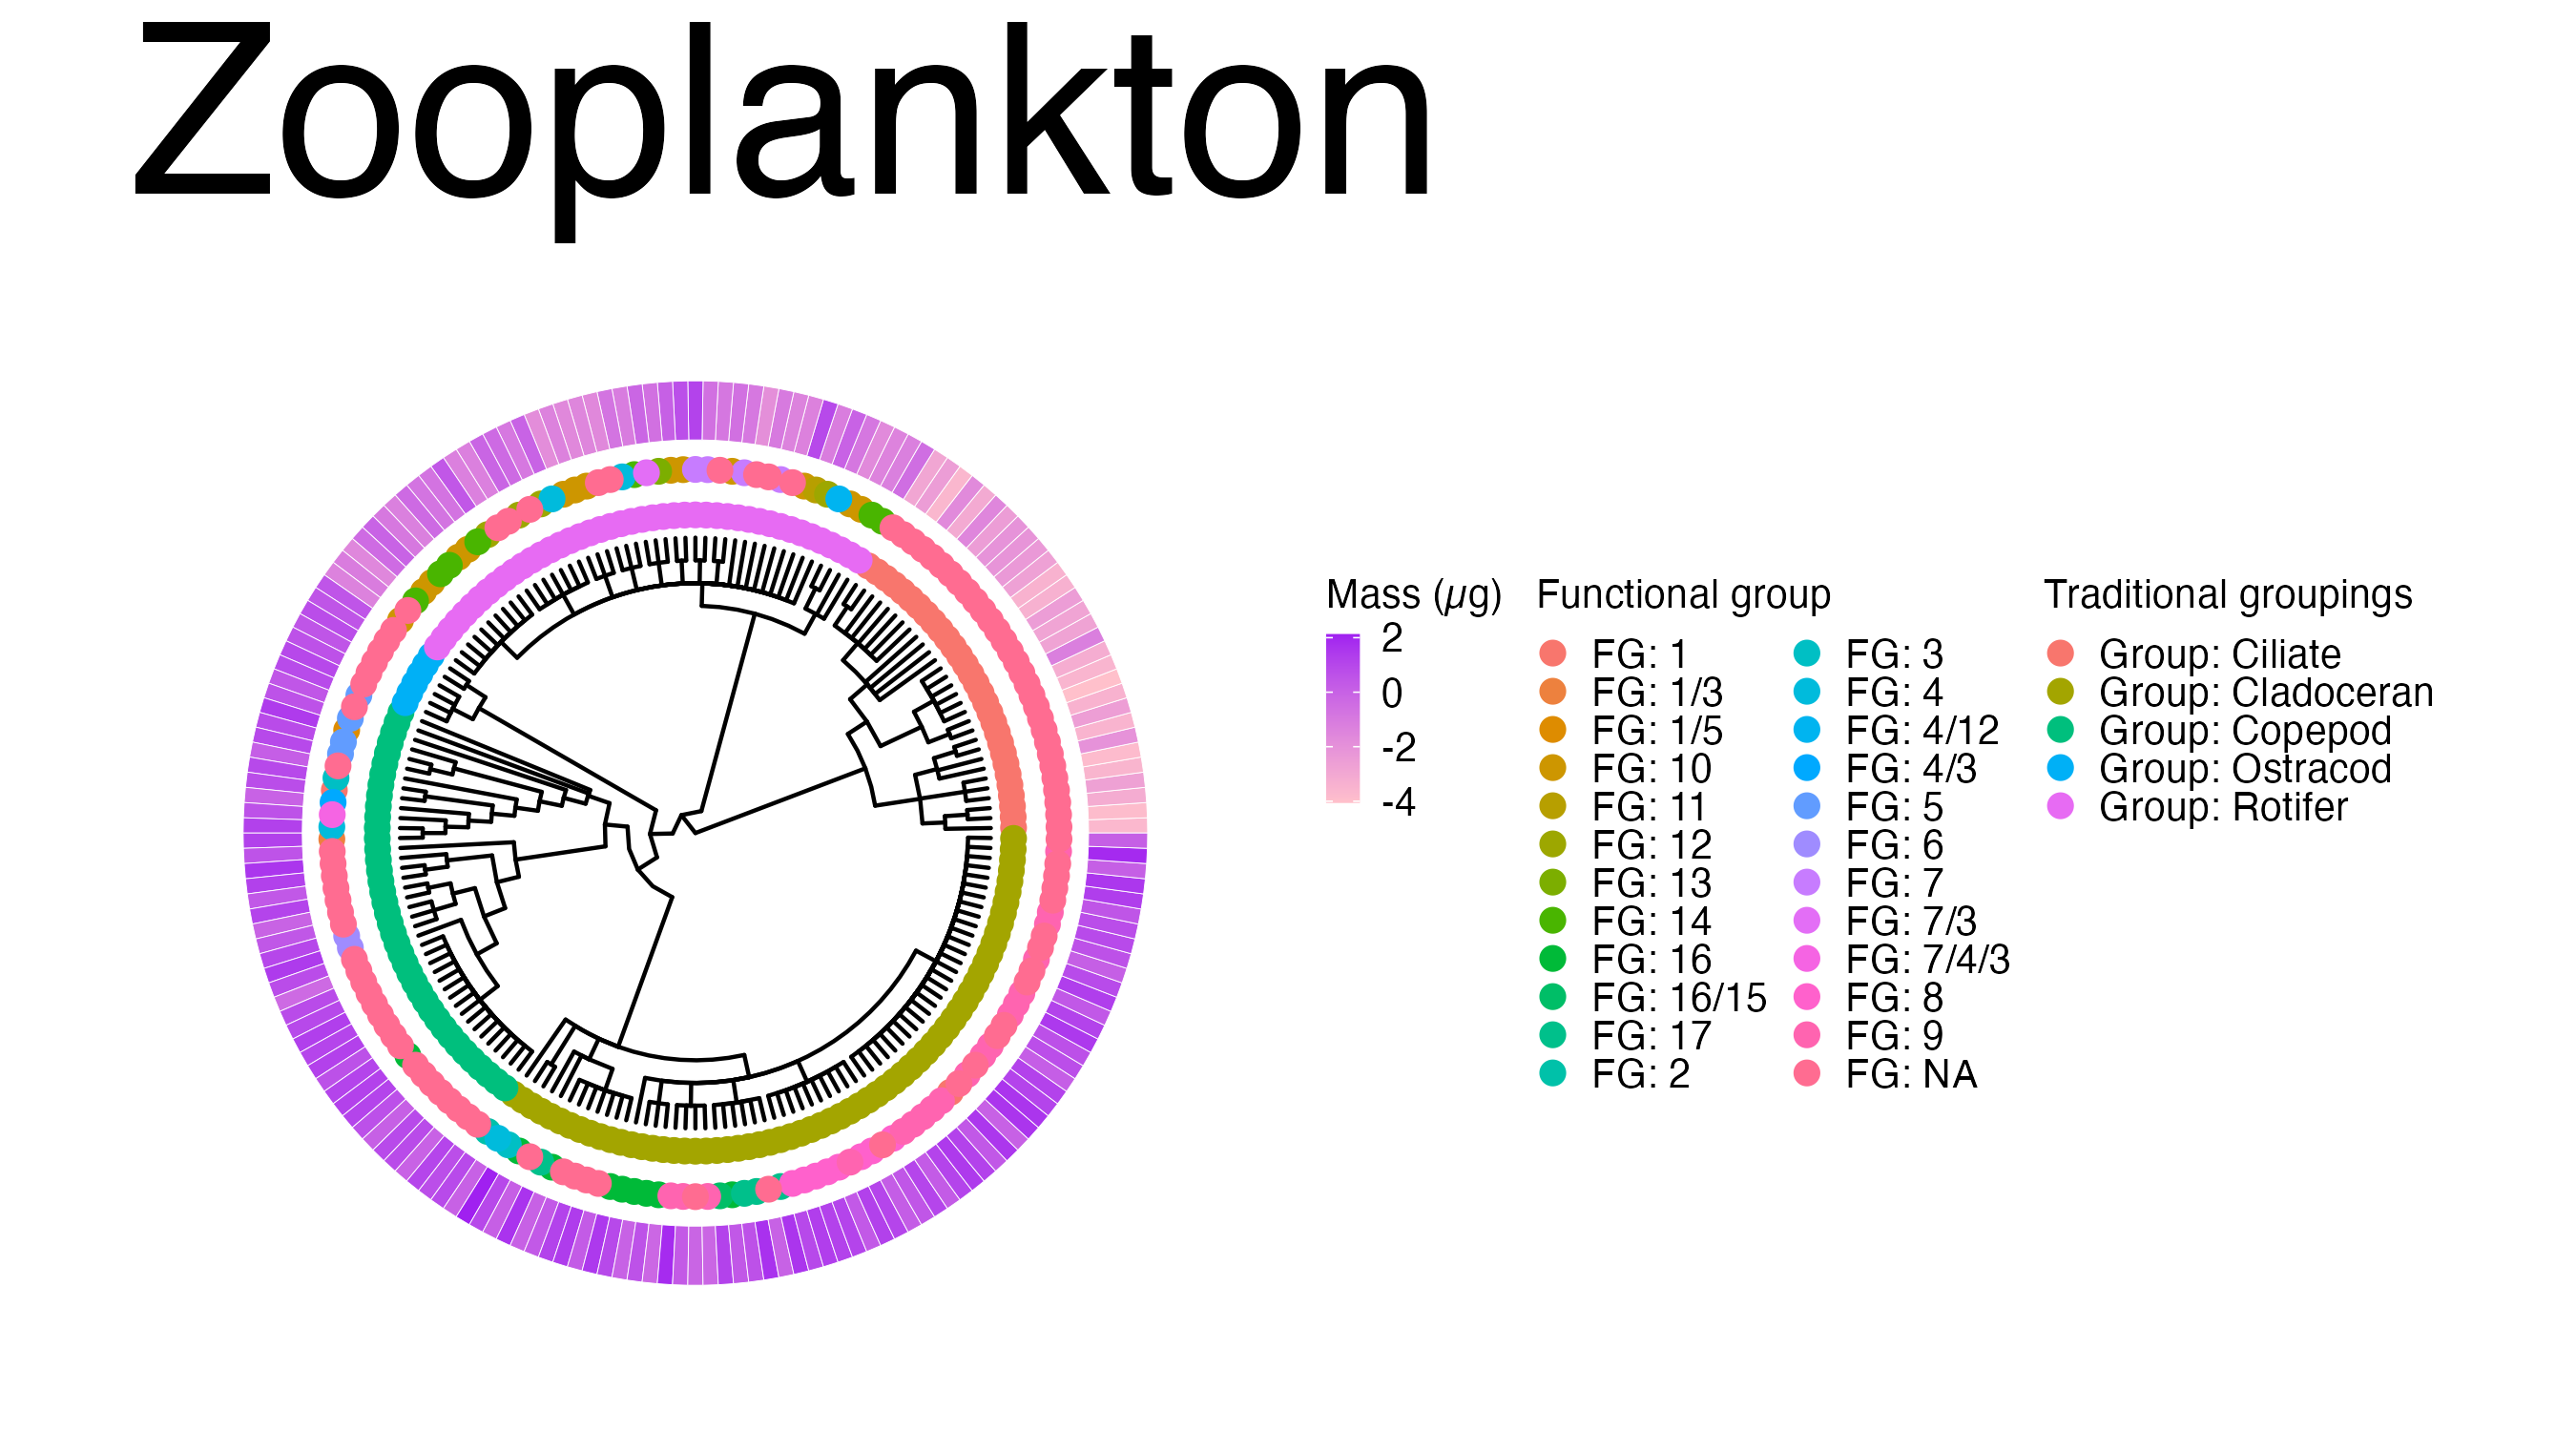 Zooplankton
Mass (µg)
2
0
-2
-4
Functional group
FG: 1
FG: 1/3
FG: 1/5
FG: 10
FG: 11
FG: 12
FG: 13
FG: 14
FG: 16
FG: 16/15
FG: 17
FG: 2
FG: 3
FG: 4
FG: 4/12
FG: 4/3
FG: 5
FG: 6
FG: 7
FG: 7/3
FG: 7/4/3
FG: 8
FG: 9
FG: NA
Traditional groupings
Group: Ciliate
Group: Cladoceran
Group: Copepod
Group: Ostracod
Group: Rotifer